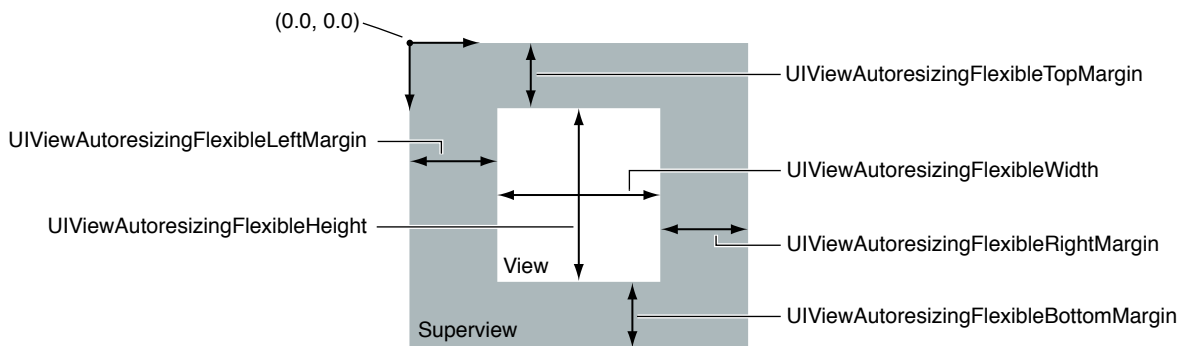 (0.0, 0.0)
UIViewAutoresizingFlexibleTopMargin
UIViewAutoresizingFlexibleLeftMargin
UIViewAutoresizingFlexibleWidth
UIViewAutoresizingFlexibleHeight
UIViewAutoresizingFlexibleRightMargin
View
UIViewAutoresizingFlexibleBottomMargin
Superview